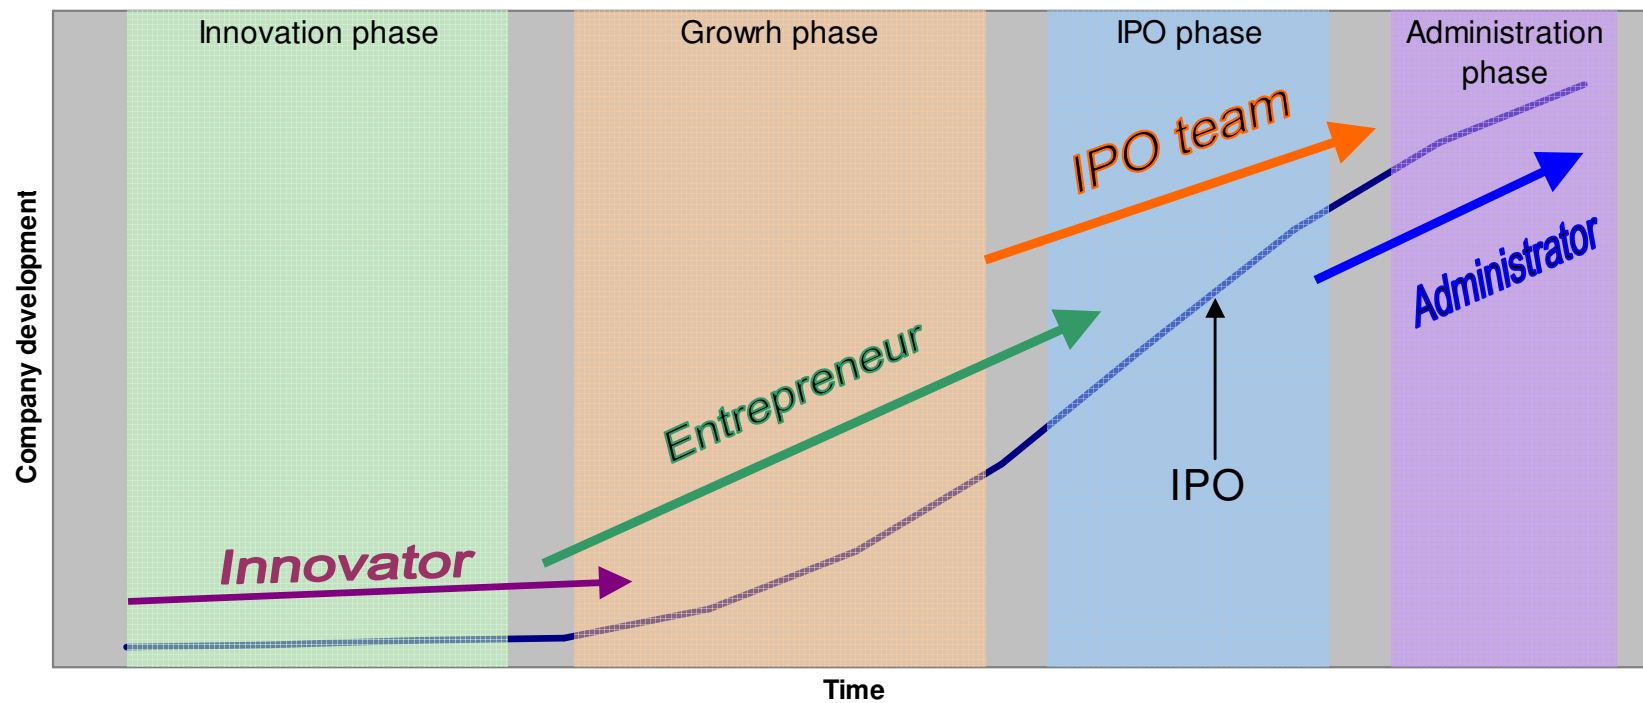 Innovation phase
Growrh phase
IPO phase
Administration
phase
IPO team
Administrator
Entrepreneur
IPO
Innovator
Company development
Time